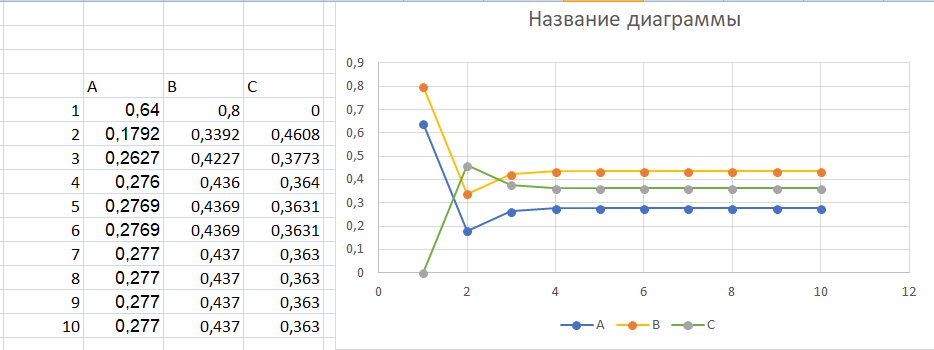 Название диаграммы
A B C
1 0,64 0,8 0
2 0,1792 0,3392 0,4608
3 0,2627 0,4227 0,3773
4 0,276 0,436 0,364
5 0,2769 0,4369 0,3631
6 0,2769 0,4369 0,3631
7 0,277 0,437 0,363
8 0,277 0,437 0,363
9 0,277 0,437 0,363
10 0,277 0,437 0,363
0,9
0,8
0,7
0,6
0,5
0,4
0,3
0,2
0,1
0
0 2 4 6 8 10 12
A B C